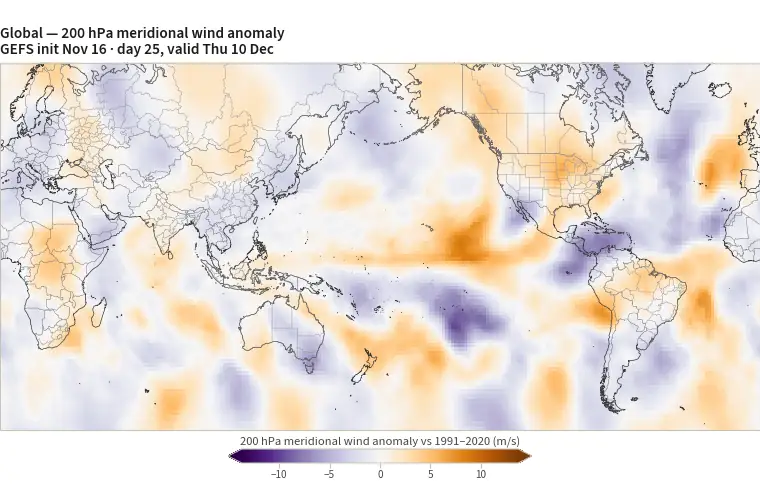 Global — 200 hPa meridional wind anomaly
GEFS init Nov 16 · day 25, valid Thu 10 Dec
200 hPa meridional wind anomaly vs 1991–2020 (m/s)
−10 −5 0 5 10